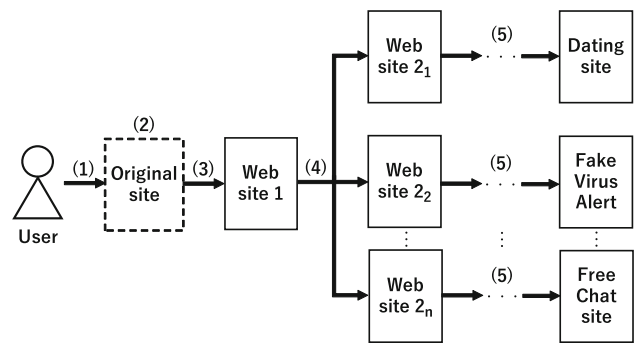 User
(1)
(2)
Original
site
(3)
Web
site 1
(4)
Web
site 2₁
(5)
Dating
site
Web
site 2₂
(5)
Fake
Virus
Alert
Web
site 2ₙ
(5)
Free
Chat
site